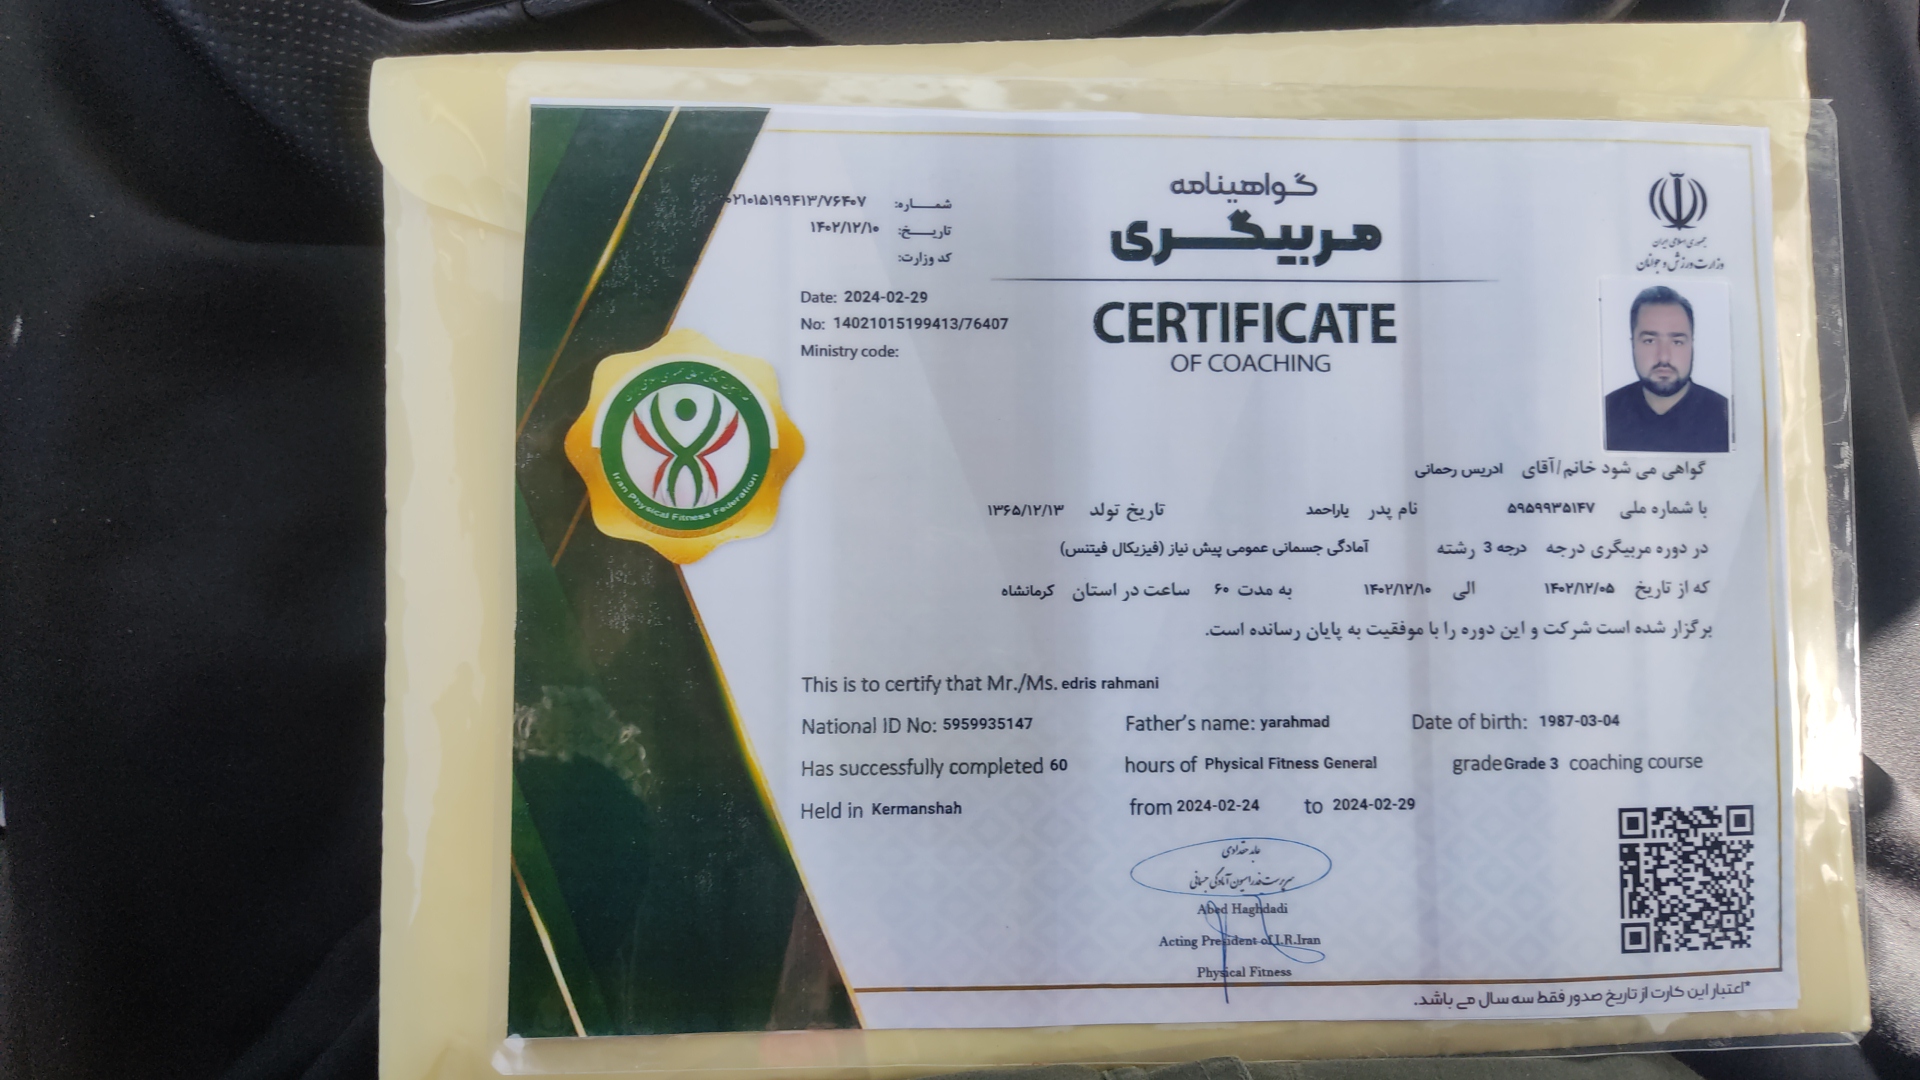 گواهینامه
مربیگری
CERTIFICATE
OF COACHING
جمهوری اسلامی ایران
وزارت ورزش و جوانان
شماره: ۰۲۱۰۱۵۱۹۹۴۱۳/۷۶۴۰۷
تاریخ: ۱۴۰۲/۱۲/۱۰
کد وزارت:
Date: 2024-02-29
No: 14021015199413/76407
Ministry code:
Iran Physical Fitness Federation
گواهی می شود خانم/آقای ادریس رحمانی
با شماره ملی ۵۹۵۹۹۳۵۱۴۷ نام پدر یاراحمد تاریخ تولد ۱۳۶۵/۱۲/۱۳
در دوره مربیگری درجه درجه 3 رشته آمادگی جسمانی عمومی پیش نیاز (فیزیکال فیتنس)
که از تاریخ ۱۴۰۲/۱۲/۰۵ الی ۱۴۰۲/۱۲/۱۰ به مدت ۶۰ ساعت در استان کرمانشاه
برگزار شده است شرکت و این دوره را با موفقیت به پایان رسانده است.
This is to certify that Mr./Ms. edris rahmani
National ID No: 5959935147 Father's name: yarahmad Date of birth: 1987-03-04
Has successfully completed 60 hours of Physical Fitness General grade Grade 3 coaching course
Held in Kermanshah from 2024-02-24 to 2024-02-29
عابد حقدادی
سرپرست فدراسیون آمادگی جسمانی
Abed Haghdadi
Acting President of I.R.Iran
Physical Fitness
*اعتبار این کارت از تاریخ صدور فقط سه سال می باشد.